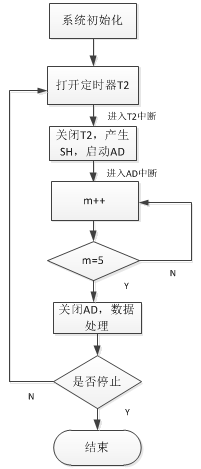 系统初始化
打开定时器T2
进入T2中断
关闭T2，产生
SH，启动AD
进入AD中断
m++
m=5
N
Y
关闭AD，数据
处理
是否停止
N
Y
结束